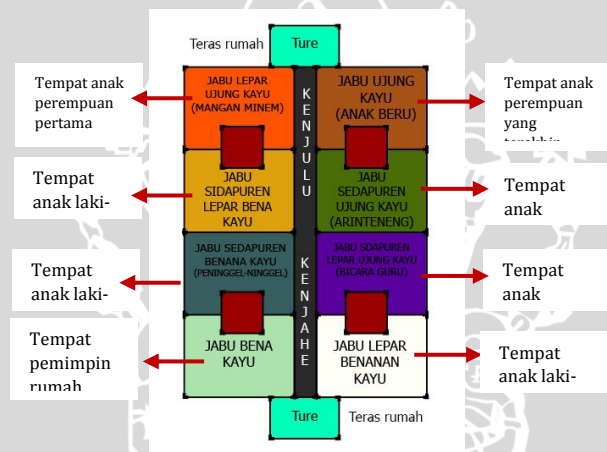 Teras rumah
Ture
Tempat anak
perempuan
pertama
JABU LEPAR
UJUNG KAYU
(MANGAN MINEM)
KENJULU
JABU UJUNG
KAYU
(ANAK BERU)
Tempat anak
perempuan
yang
Tempat
anak laki-
JABU
SIDAPUREN
LEPAR BENA
KAYU
JABU
SEDAPUREN
UJUNG KAYU
(ARINTENENG)
Tempat
anak
Tempat
anak laki-
JABU SEDAPUREN
BENANA KAYU
(PENINGGEL-NINGGEL)
KENJAHE
JABU SDAPUREN
LEPAR UJUNG KAYU
(BICARA GURU)
Tempat
anak
Tempat
pemimpin
rumah
JABU BENA
KAYU
JABU LEPAR
BENANAN
KAYU
Tempat
anak laki-
Ture
Teras rumah